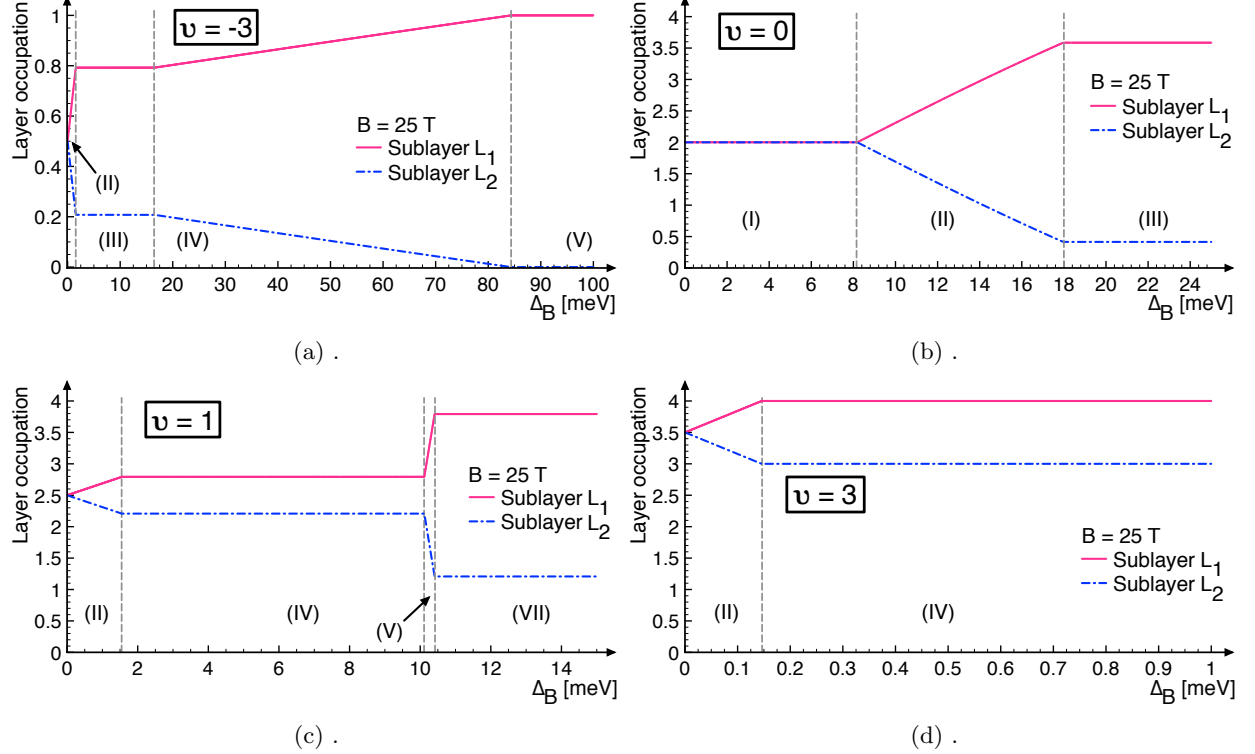 Layer occupation
1
0.8
0.6
0.4
0.2
0
υ = -3
B = 25 T
Sublayer L1
Sublayer L2
(II)
(III)
(IV)
(V)
0 10 20 30 40 50 60 70 80 90 100
ΔB [meV]
(a) .
Layer occupation
4
3.5
3
2.5
2
1.5
1
0.5
0
υ = 0
B = 25 T
Sublayer L1
Sublayer L2
(I)
(II)
(III)
0 2 4 6 8 10 12 14 16 18 20 22 24
ΔB [meV]
(b) .
Layer occupation
4
3.5
3
2.5
2
1.5
1
0.5
0
υ = 1
B = 25 T
Sublayer L1
Sublayer L2
(II)
(IV)
(V)
(VII)
0 2 4 6 8 10 12 14
ΔB [meV]
(c) .
Layer occupation
4
3.5
3
2.5
2
1.5
1
0.5
0
υ = 3
B = 25 T
Sublayer L1
Sublayer L2
(II)
(IV)
0 0.1 0.2 0.3 0.4 0.5 0.6 0.7 0.8 0.9 1
ΔB [meV]
(d) .